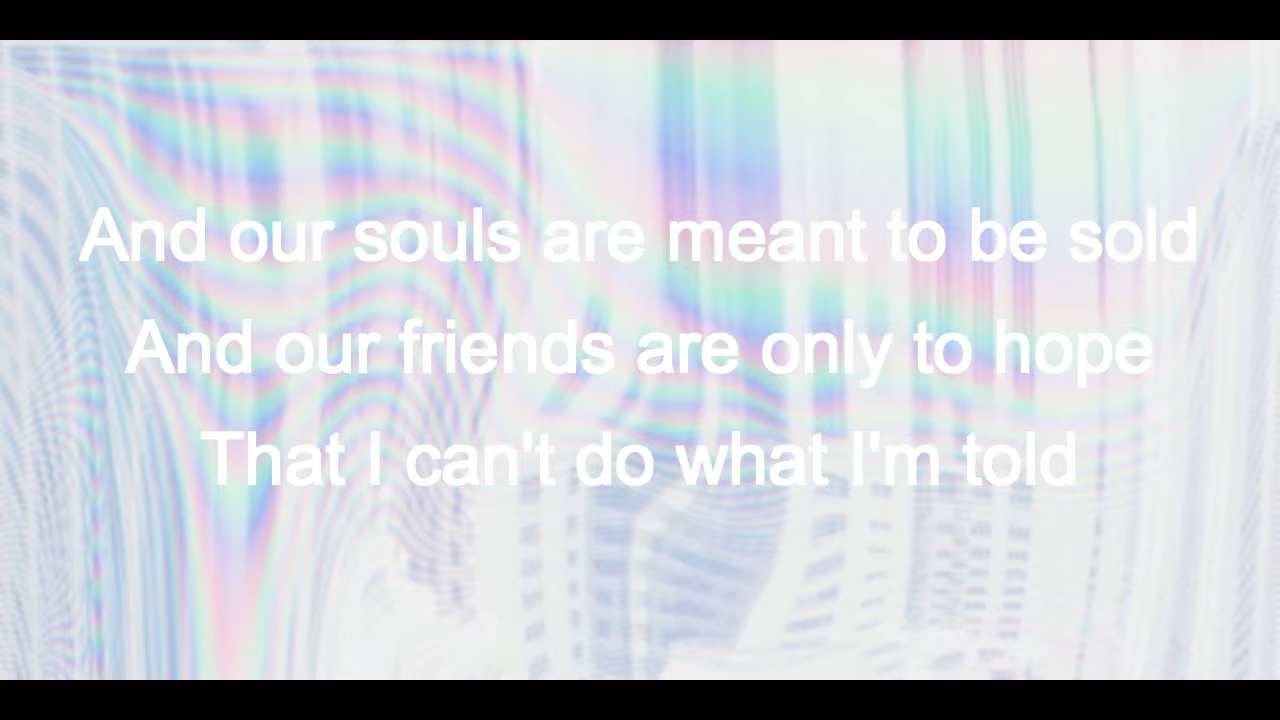 And our souls are meant to be sold
And our friends are only to hope
That I can't do what I'm told